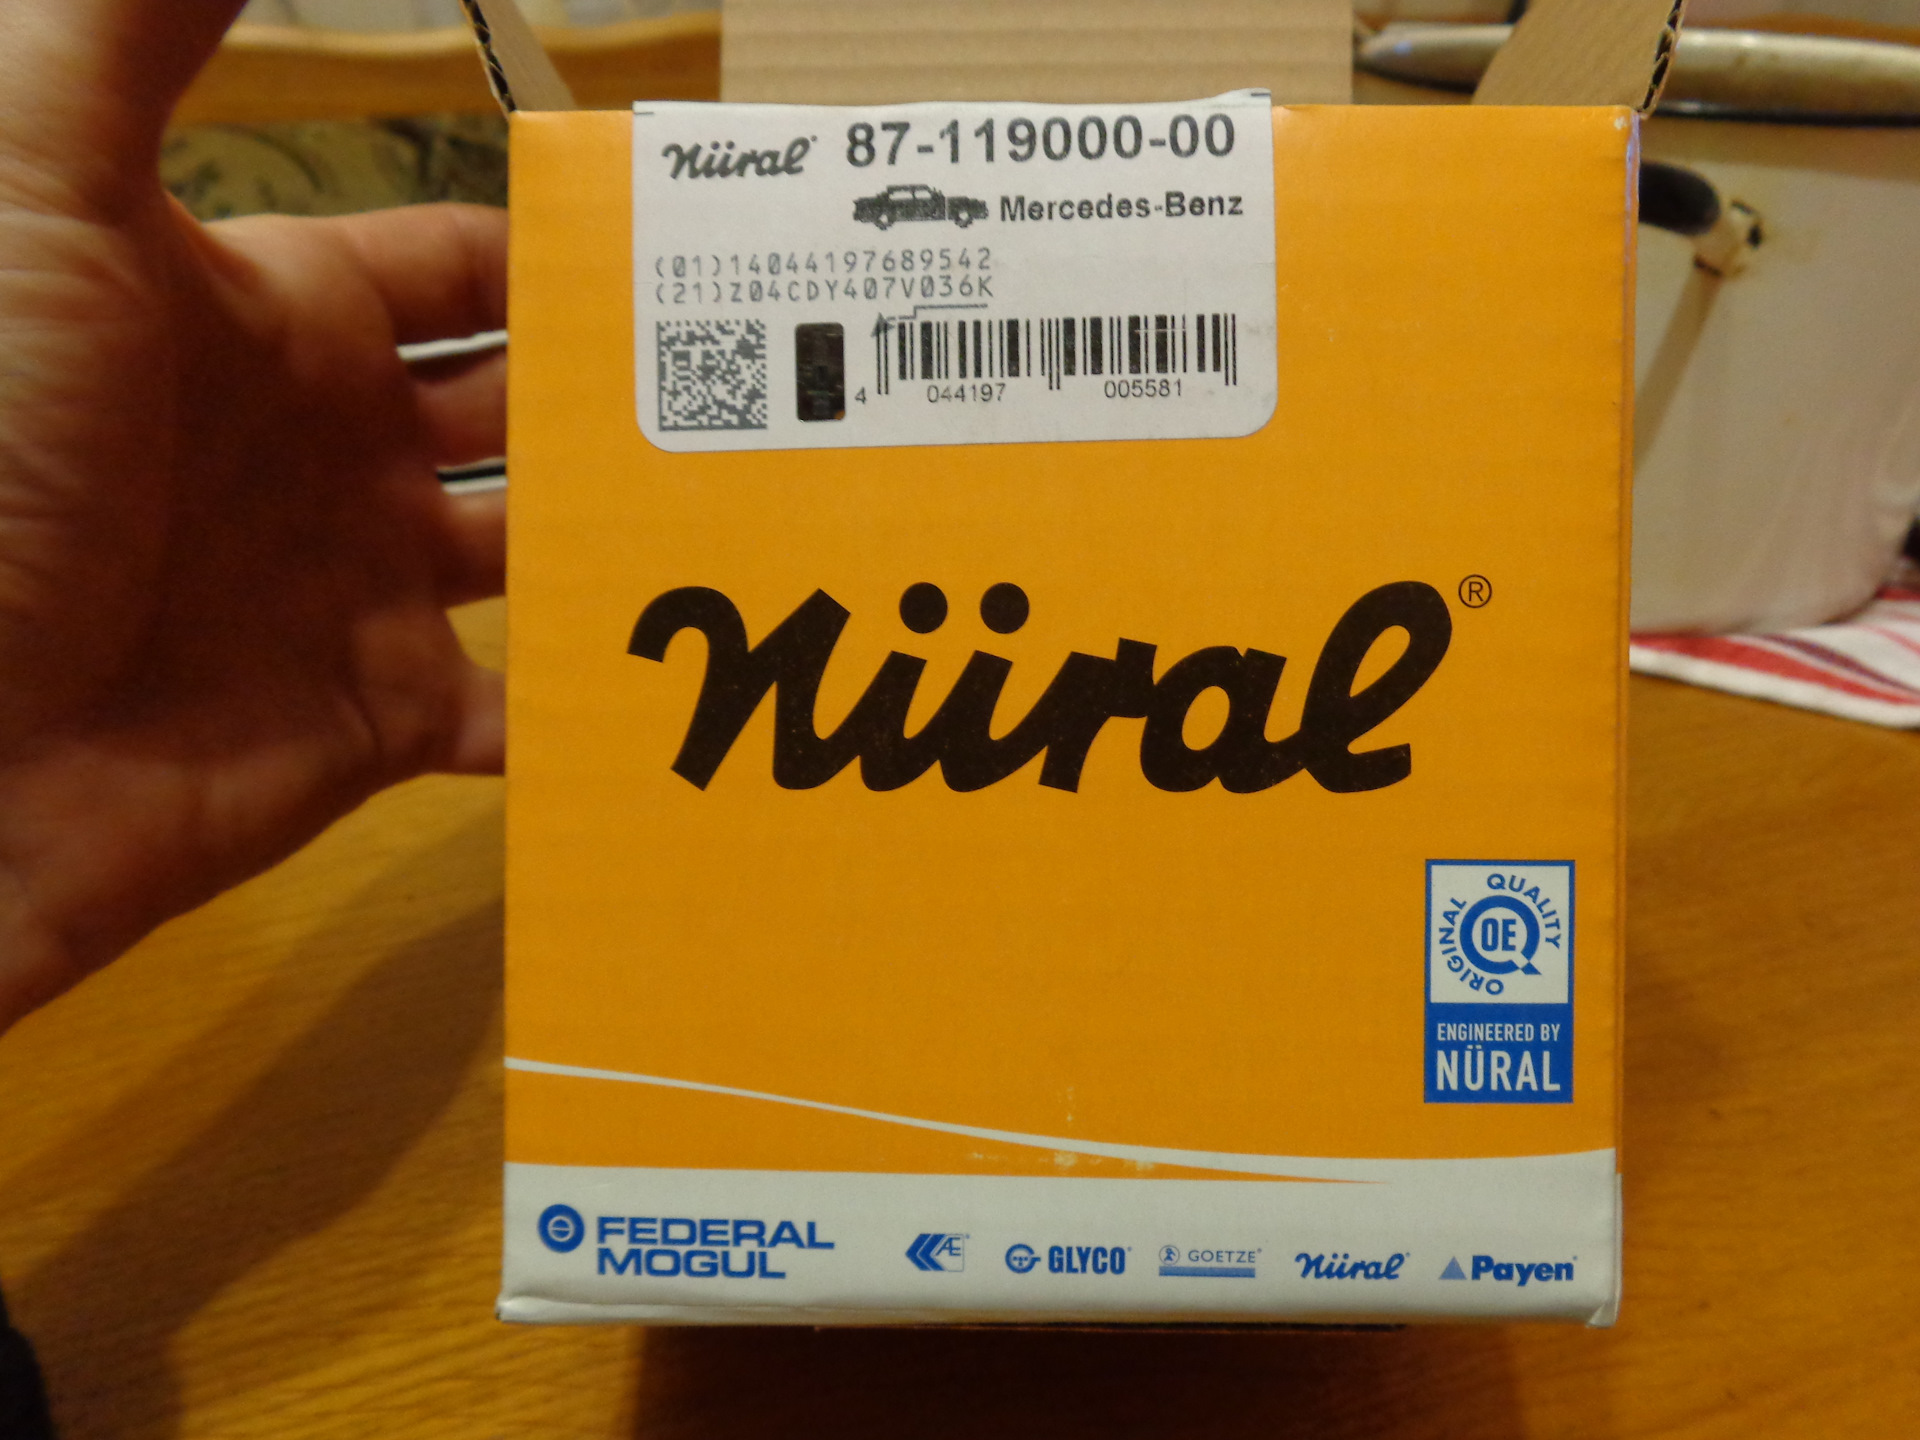 Nüral 87-119000-00
Mercedes-Benz
(01)14044197689542
(21)Z04CDY407V036K
4 044197 005581
Nüral®
ORIGINAL QUALITY
OE
ENGINEERED BY
NÜRAL
FEDERAL
MOGUL
AE GLYCO GOETZE Nüral Payen